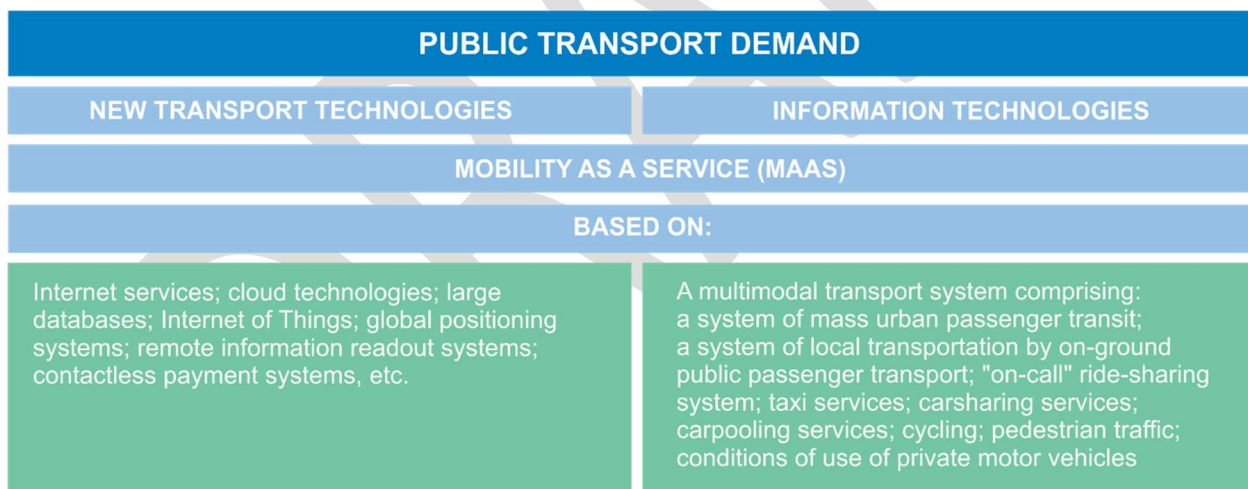 PUBLIC TRANSPORT DEMAND
NEW TRANSPORT TECHNOLOGIES
INFORMATION TECHNOLOGIES
MOBILITY AS A SERVICE (MAAS)
BASED ON:
Internet services; cloud technologies; large
databases; Internet of Things; global positioning
systems; remote information readout systems;
contactless payment systems, etc.
A multimodal transport system comprising:
a system of mass urban passenger transit;
a system of local transportation by on-ground
public passenger transport; "on-call" ride-sharing
system; taxi services; carsharing services;
carpooling services; cycling; pedestrian traffic;
conditions of use of private motor vehicles